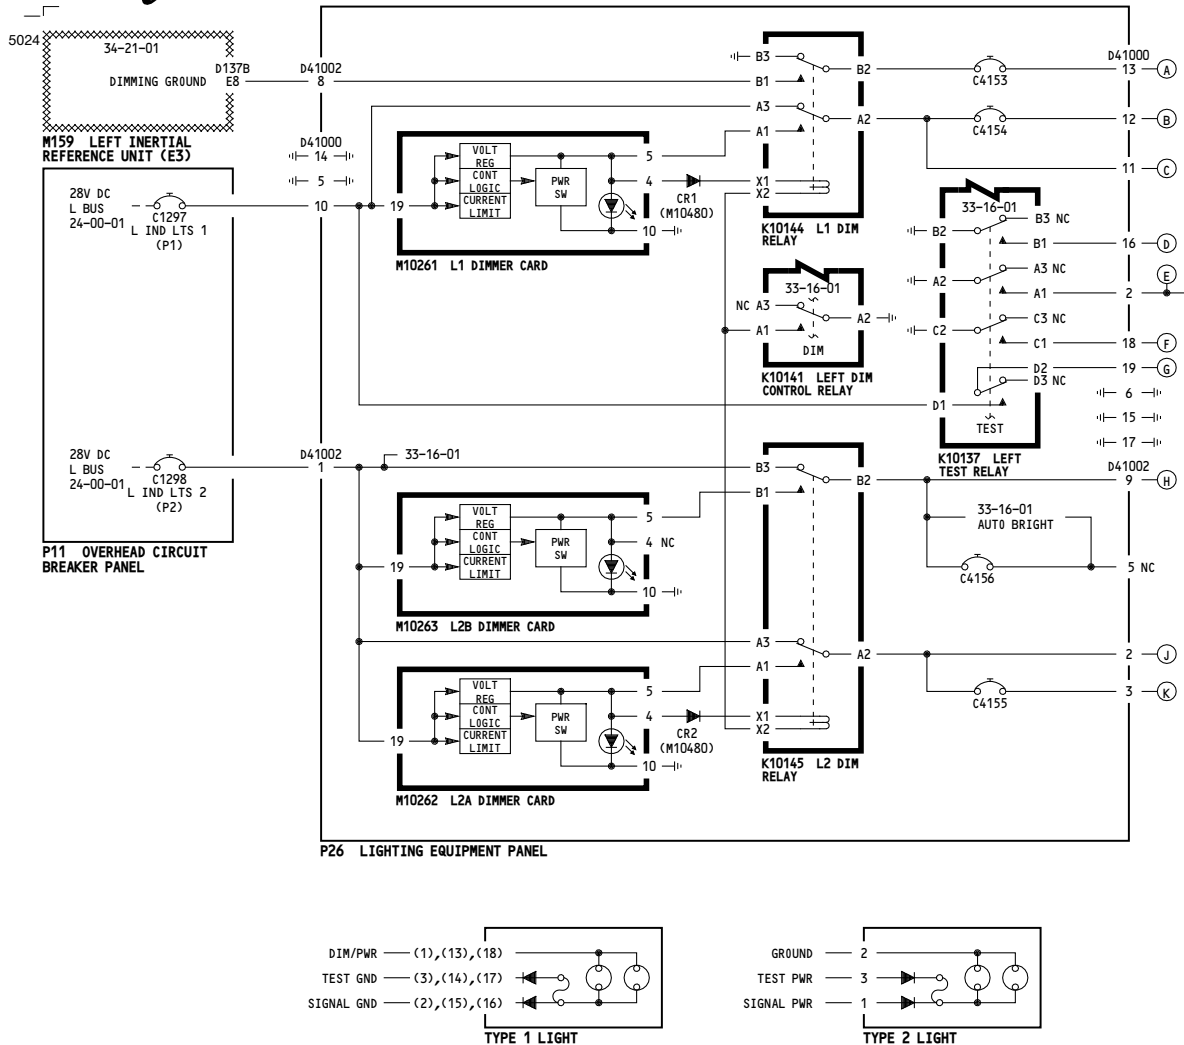 5024
34-21-01
D137B
DIMMING GROUND E8
M159 LEFT INERTIAL
REFERENCE UNIT (E3)
D41002
8
D41000
14
5
10
28V DC
L BUS
24-00-01
C1297
L IND LTS 1
(P1)
28V DC
L BUS
24-00-01
C1298
L IND LTS 2
(P2)
P11 OVERHEAD CIRCUIT
BREAKER PANEL
D41002
1
33-16-01
19
VOLT
REG
CONT
LOGIC
CURRENT
LIMIT
PWR
SW
5
4
10
M10261 L1 DIMMER CARD
CR1
(M10480)
B3
B1
A3
A1
X1
X2
B2
A2
K10144 L1 DIM
RELAY
33-16-01
NC A3
A1
A2
DIM
K10141 LEFT DIM
CONTROL RELAY
C4153
C4154
D41000
13 A
12 B
11 C
33-16-01
B2
A2
C2
D1
B3 NC
B1
A3 NC
A1
C3 NC
C1
D2
D3 NC
TEST
K10137 LEFT
TEST RELAY
16 D
E
2
18 F
19 G
6
15
17
19
VOLT
REG
CONT
LOGIC
CURRENT
LIMIT
PWR
SW
5
4 NC
10
M10263 L2B DIMMER CARD
19
VOLT
REG
CONT
LOGIC
CURRENT
LIMIT
PWR
SW
5
4
10
M10262 L2A DIMMER CARD
CR2
(M10480)
B3
B1
A3
A1
X1
X2
B2
A2
K10145 L2 DIM
RELAY
D41002
9 H
33-16-01
AUTO BRIGHT
C4156
5 NC
2 J
C4155
3 K
P26 LIGHTING EQUIPMENT PANEL
DIM/PWR (1),(13),(18)
TEST GND (3),(14),(17)
SIGNAL GND (2),(15),(16)
TYPE 1 LIGHT
GROUND 2
TEST PWR 3
SIGNAL PWR 1
TYPE 2 LIGHT